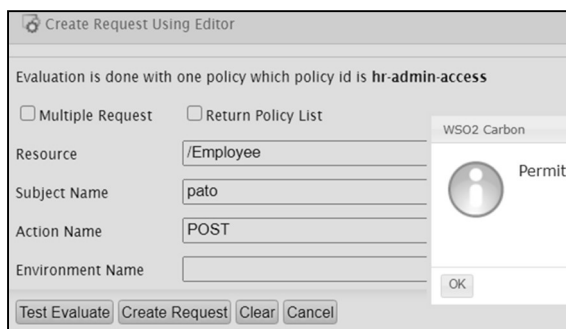 Create Request Using Editor
Evaluation is done with one policy which policy id is hr-admin-access
Multiple Request Return Policy List
WSO2 Carbon
Resource /Employee
Permit
Subject Name pato
Action Name POST
Environment Name
OK
Test Evaluate Create Request Clear Cancel